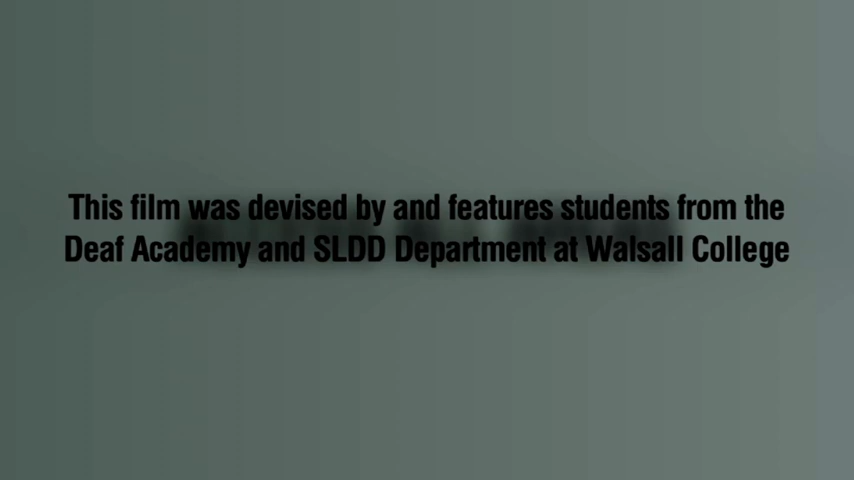 This film was devised by and features students from the
Deaf Academy and SLDD Department at Walsall College